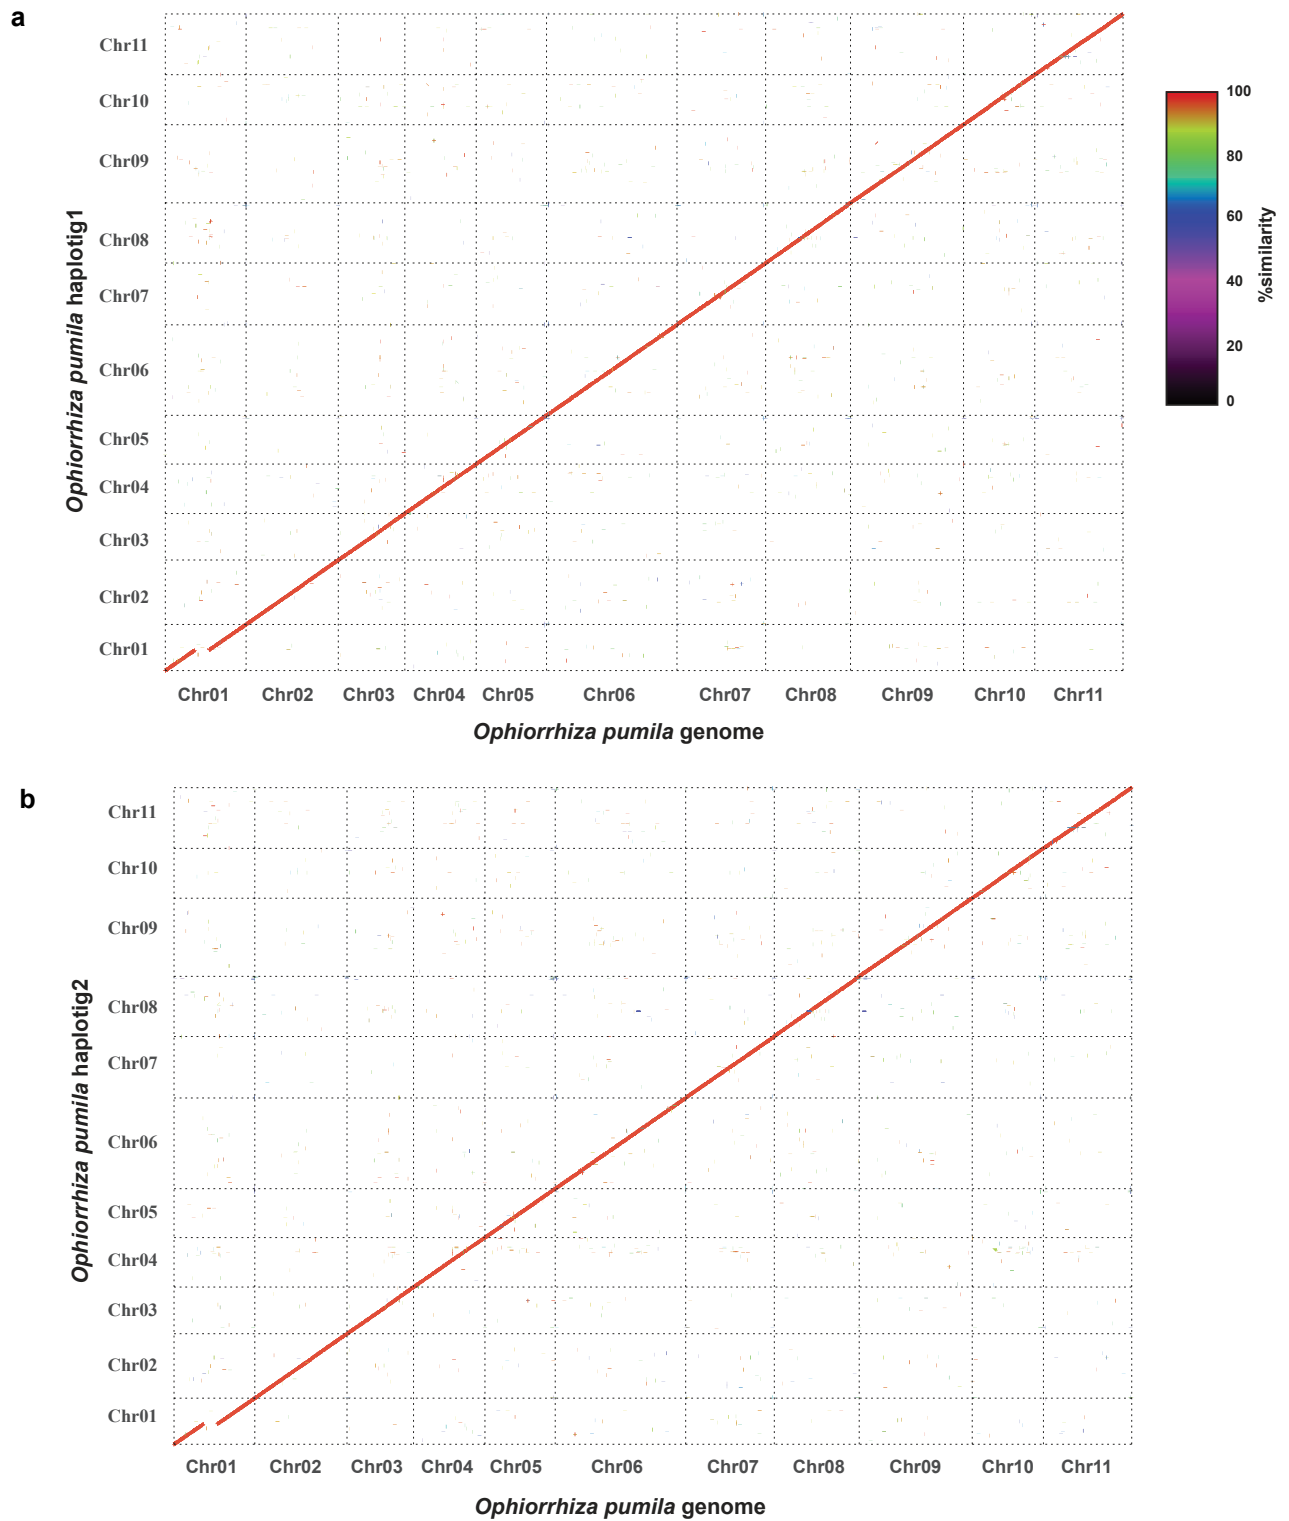 a
Chr11
Chr10
Chr09
Chr08
Chr07
Chr06
Chr05
Chr04
Chr03
Chr02
Chr01
Ophiorrhiza pumila haplotig1
Chr01 Chr02 Chr03 Chr04 Chr05 Chr06 Chr07 Chr08 Chr09 Chr10 Chr11
Ophiorrhiza pumila genome
100
80
60
40
20
0
%similarity
b
Chr11
Chr10
Chr09
Chr08
Chr07
Chr06
Chr05
Chr04
Chr03
Chr02
Chr01
Ophiorrhiza pumila haplotig2
Chr01 Chr02 Chr03 Chr04 Chr05 Chr06 Chr07 Chr08 Chr09 Chr10 Chr11
Ophiorrhiza pumila genome